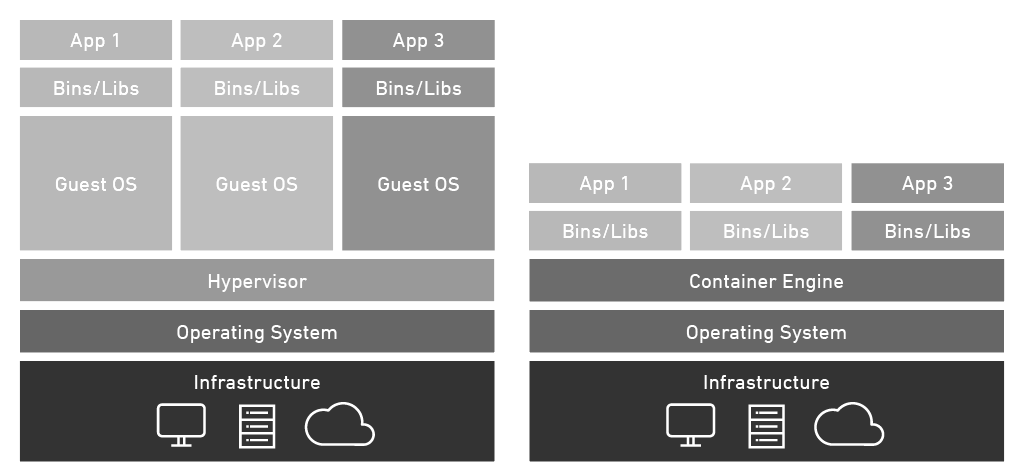 App 1
App 2
App 3
Bins/Libs
Bins/Libs
Bins/Libs
Guest OS
Guest OS
Guest OS
Hypervisor
Operating System
Infrastructure
App 1
App 2
App 3
Bins/Libs
Bins/Libs
Bins/Libs
Container Engine
Operating System
Infrastructure